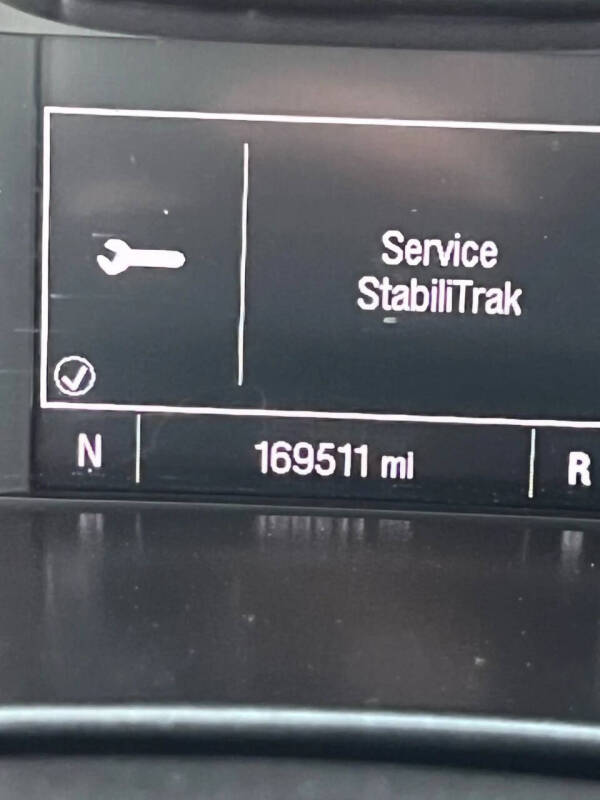 Service
StabiliTrak
N 169511 mi R